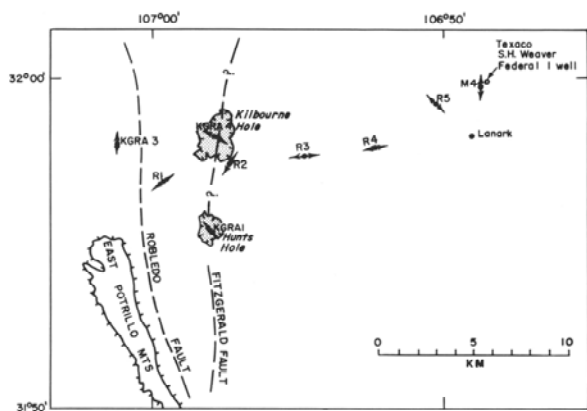 107°00'
106°50'
Texaco
S.H. Weaver
Federal I well
32°00
M4
R5
?
Kilbourne
Hole
KGRA 4
KGRA 3
Lanark
R3
R4
R2
R1
?
KGRA1
Hunts
Hole
EAST POTRILLO MTS
ROBLEDO FAULT
FITZGERALD FAULT
0 5 10
KM
31°50'